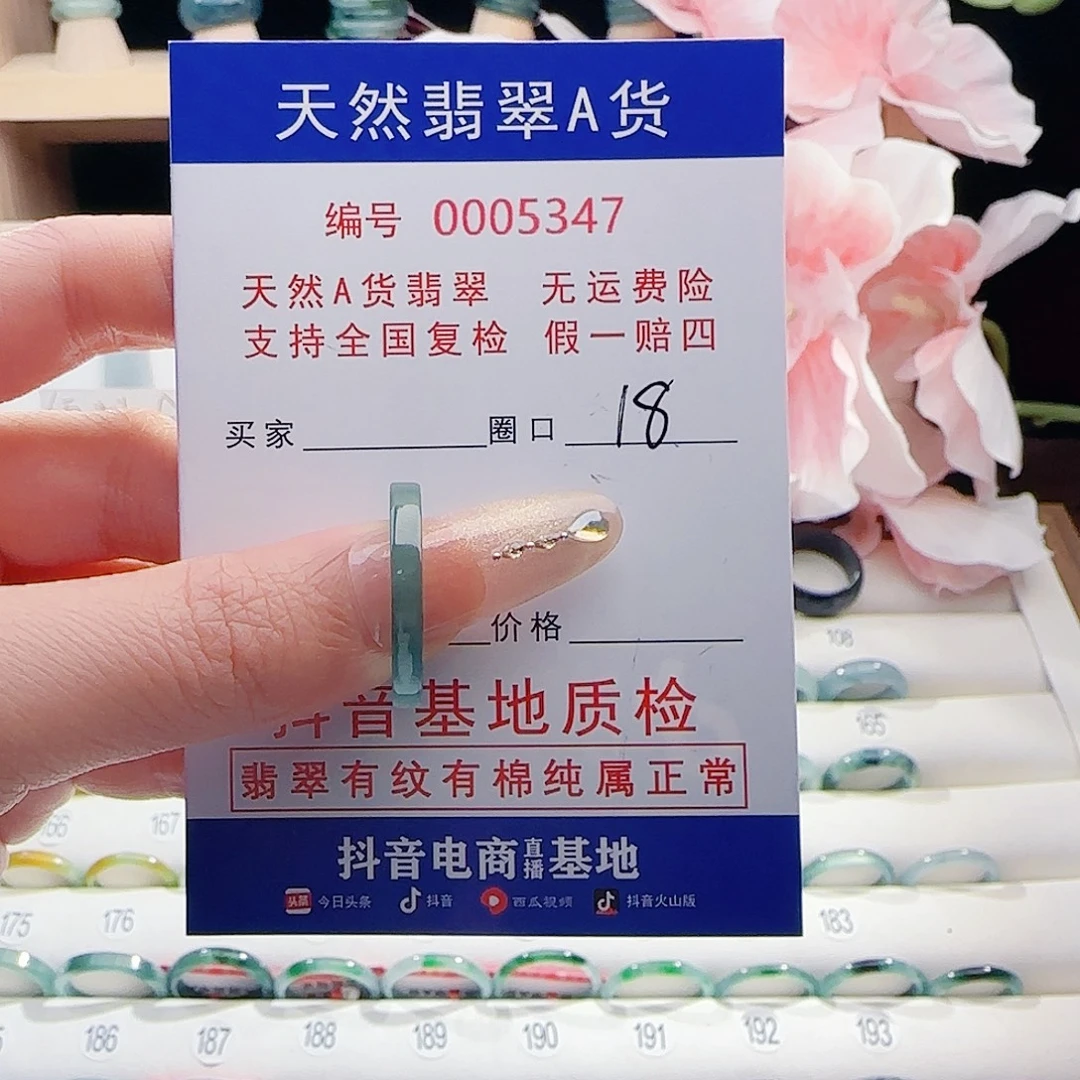 天然翡翠A货
编号 0005347
天然A货翡翠 无运费险
支持全国复检 假一赔四
买家 圈口 18
价格
抖音基地质检
翡翠有纹有棉纯属正常
抖音电商直播基地
头条 今日头条 抖音 西瓜视频 抖音火山版
108
165
166 167
175 176 183
186 187 188 189 190 191 192 193